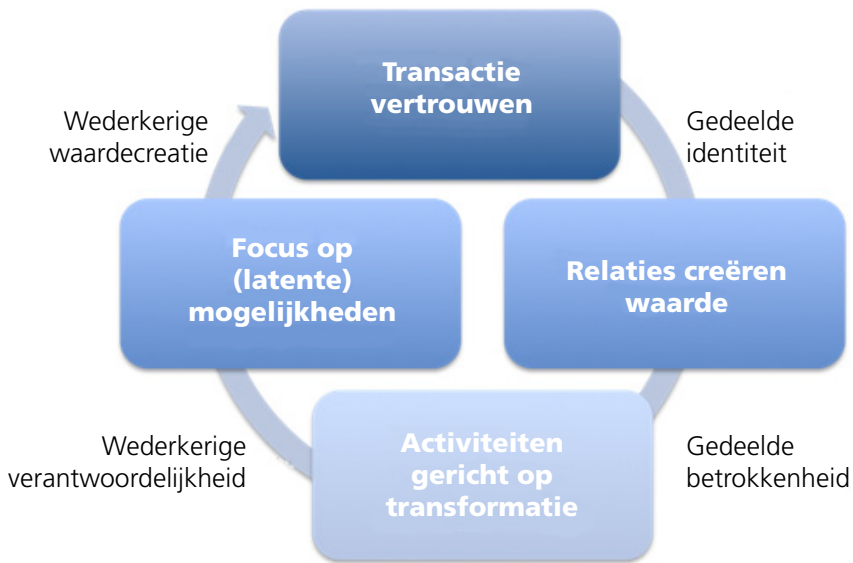 Transactie
vertrouwen
Wederkerige
waardecreatie
Gedeelde
identiteit
Focus op
(latente)
mogelijkheden
Relaties creëren
waarde
Wederkerige
verantwoordelijkheid
Activiteiten
gericht op
transformatie
Gedeelde
betrokkenheid